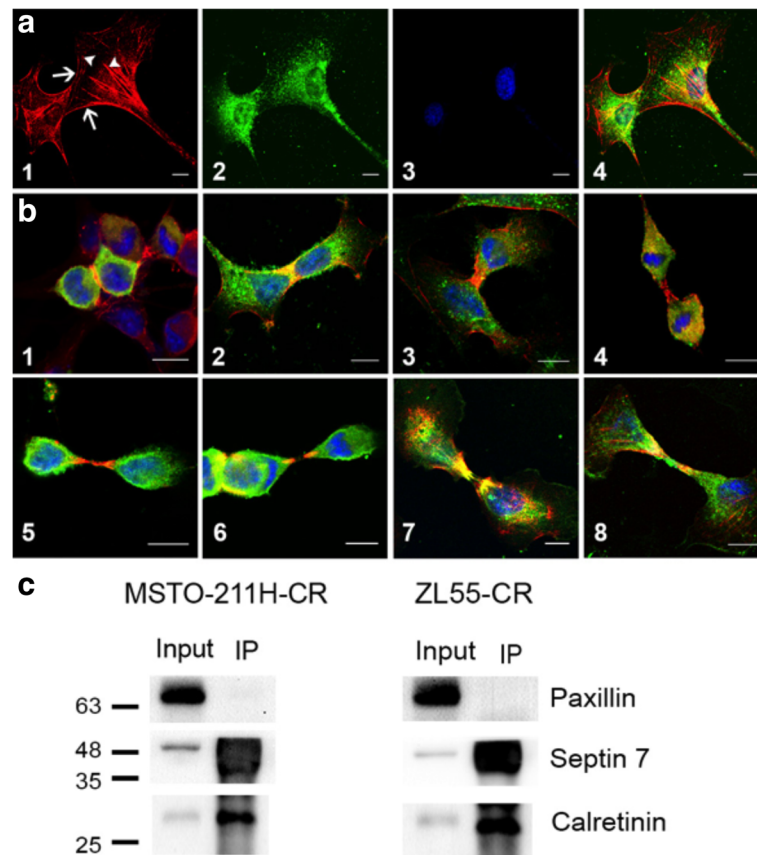 a
1 2 3 4
b
1 2 3 4
5 6 7 8
c
MSTO-211H-CR ZL55-CR
Input IP Input IP
63 Paxillin
48 Septin 7
35
Calretinin
25